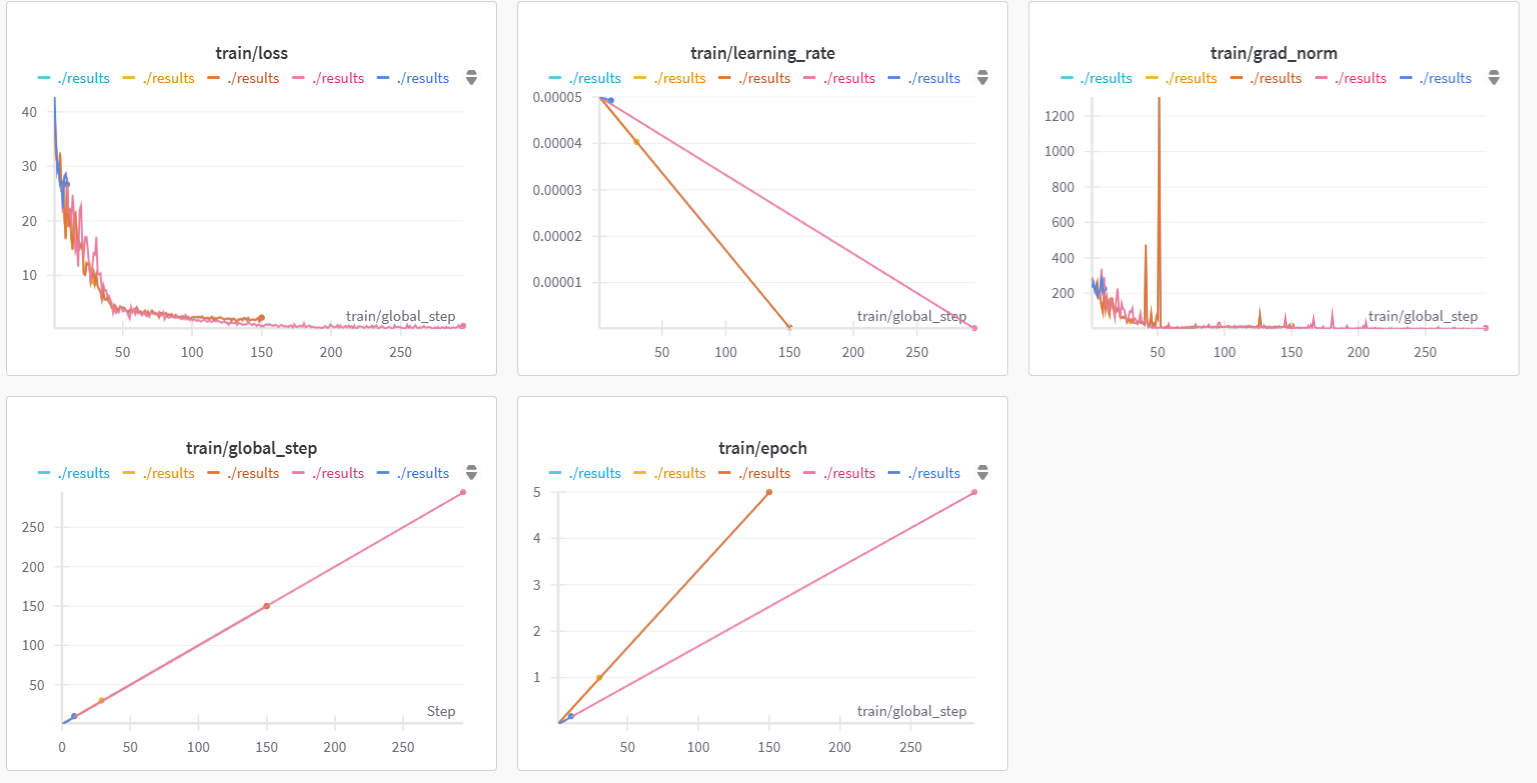 train/loss
./results ./results ./results ./results ./results
40
30
20
10
train/global_step
50 100 150 200 250
train/learning_rate
./results ./results ./results ./results ./results
0.00005
0.00004
0.00003
0.00002
0.00001
train/global_step
50 100 150 200 250
train/grad_norm
./results ./results ./results ./results ./results
1200
1000
800
600
400
200
train/global_step
50 100 150 200 250
train/global_step
./results ./results ./results ./results ./results
250
200
150
100
50
Step
0 50 100 150 200 250
train/epoch
./results ./results ./results ./results ./results
5
4
3
2
1
train/global_step
50 100 150 200 250